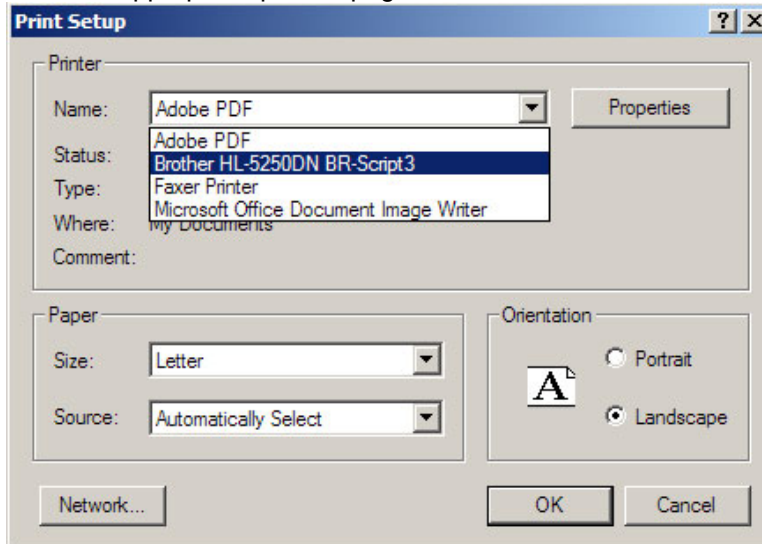 Print Setup
Printer
Name: Adobe PDF Properties
Adobe PDF
Status: Brother HL-5250DN BR-Script3
Type: Faxer Printer
Microsoft Office Document Image Writer
Where: My Documents
Comment:
Paper
Orientation
Size: Letter
Portrait
A
Source: Automatically Select
Landscape
Network...
OK
Cancel